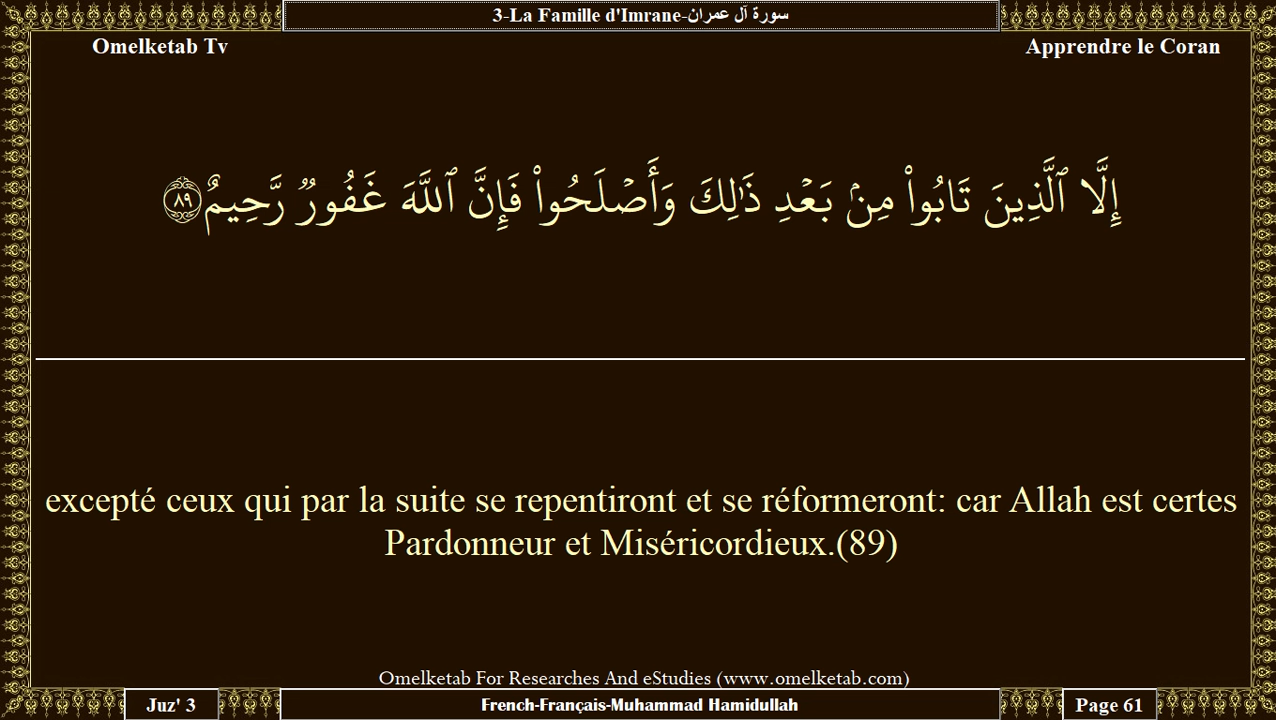 3-La Famille d'Imrane-سورة آل عمران
Omelketab Tv
Apprendre le Coran
إِلَّا ٱلَّذِينَ تَابُوا۟ مِنۢ بَعْدِ ذَٰلِكَ وَأَصْلَحُوا۟ فَإِنَّ ٱللَّهَ غَفُورٌ رَّحِيمٌ ٨٩
excepté ceux qui par la suite se repentiront et se réformeront: car Allah est certes
Pardonneur et Miséricordieux.(89)
Omelketab For Researches And eStudies (www.omelketab.com)
Juz' 3
French-Français-Muhammad Hamidullah
Page 61